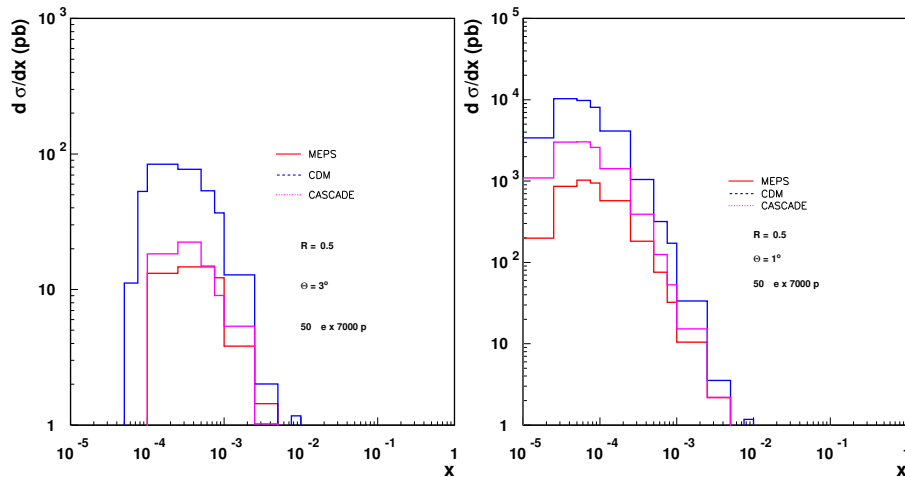 d σ/dx (pb)
10³
10²
10
1
MEPS
CDM
CASCADE
R = 0.5
Θ = 3°
50 e x 7000 p
10⁻⁵
10⁻⁴
10⁻³
10⁻²
10⁻¹
1
x
d σ/dx (pb)
10⁵
10⁴
10³
10²
10
1
MEPS
CDM
CASCADE
R = 0.5
Θ = 1°
50 e x 7000 p
10⁻⁵
10⁻⁴
10⁻³
10⁻²
10⁻¹
1
x